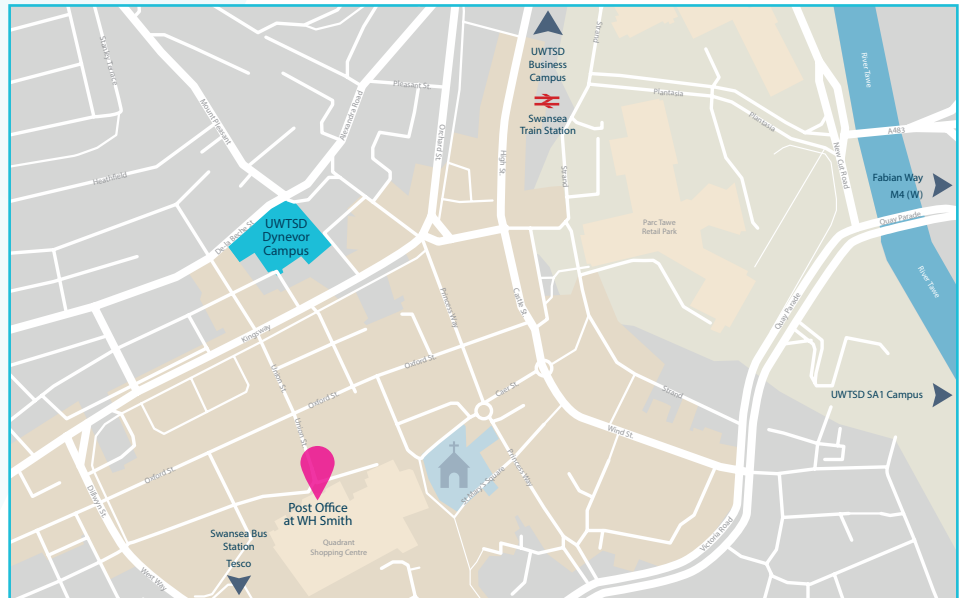 Stanley Terrace
Mount Pleasant
Alexandra Road
Pleasant St.
Orchard St.
High St.
UWTSD
Business
Campus
Swansea
Train Station
Strand
Strand
Plantasia
Plantasia
New Cut Road
River Tawe
A483
Fabian Way
M4 (W)
Quay Parade
River Tawe
Heathfield
De-la Beche St.
UWTSD
Dynevor
Campus
Parc Tawe
Retail Park
Kingsway
Princess Way
Castle St.
Quay Parade
Union St.
Oxford St.
Oxford St.
Caer St.
Strand
UWTSD SA1 Campus
Union St.
Wind St.
Oxford St.
Princess Way
St Mary's Square
Dillwyn St.
Post Office
at WH Smith
Quadrant
Shopping Centre
Victoria Road
Swansea Bus
Station
Tesco
West Way